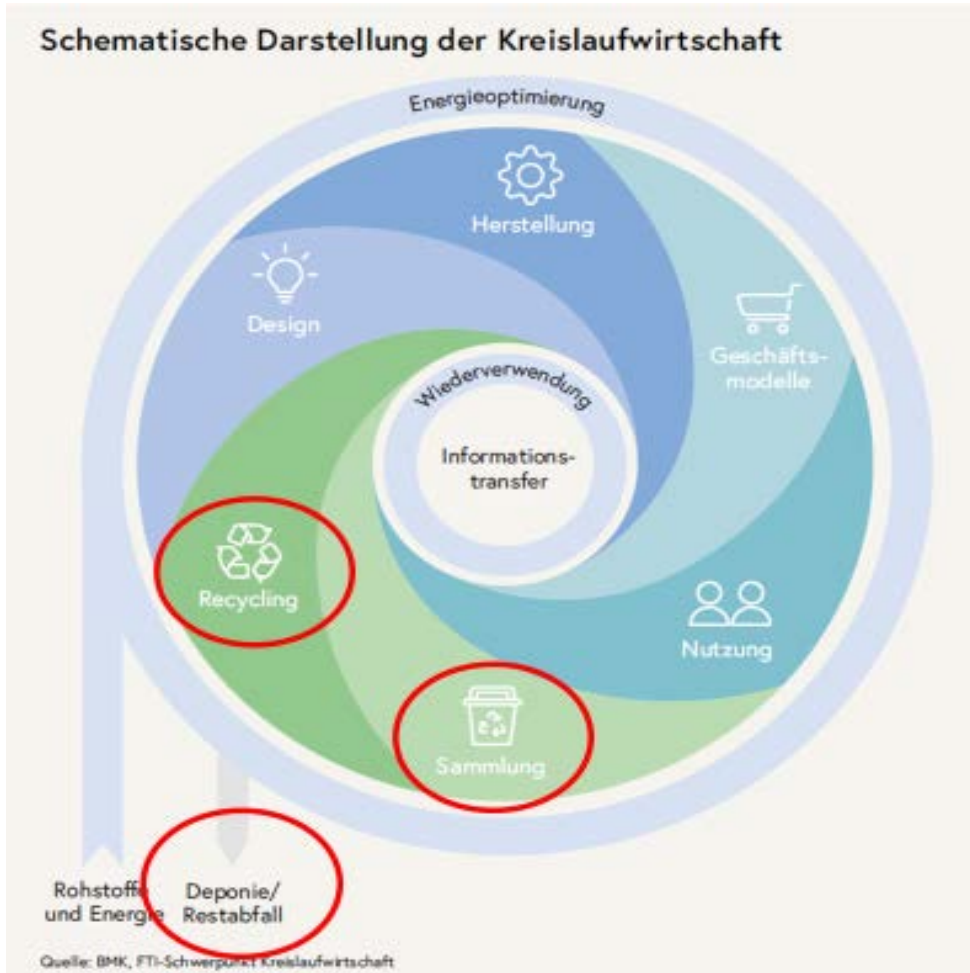 Schematische Darstellung der Kreislaufwirtschaft
Energieoptimierung
Herstellung
Design
Geschäfts-
modelle
Wiederverwendung
Informations-
transfer
Recycling
Nutzung
Sammlung
Rohstoffe
und Energie
Deponie/
Restabfall
Quelle: BMK, FTI-Schwerpunkt Kreislaufwirtschaft